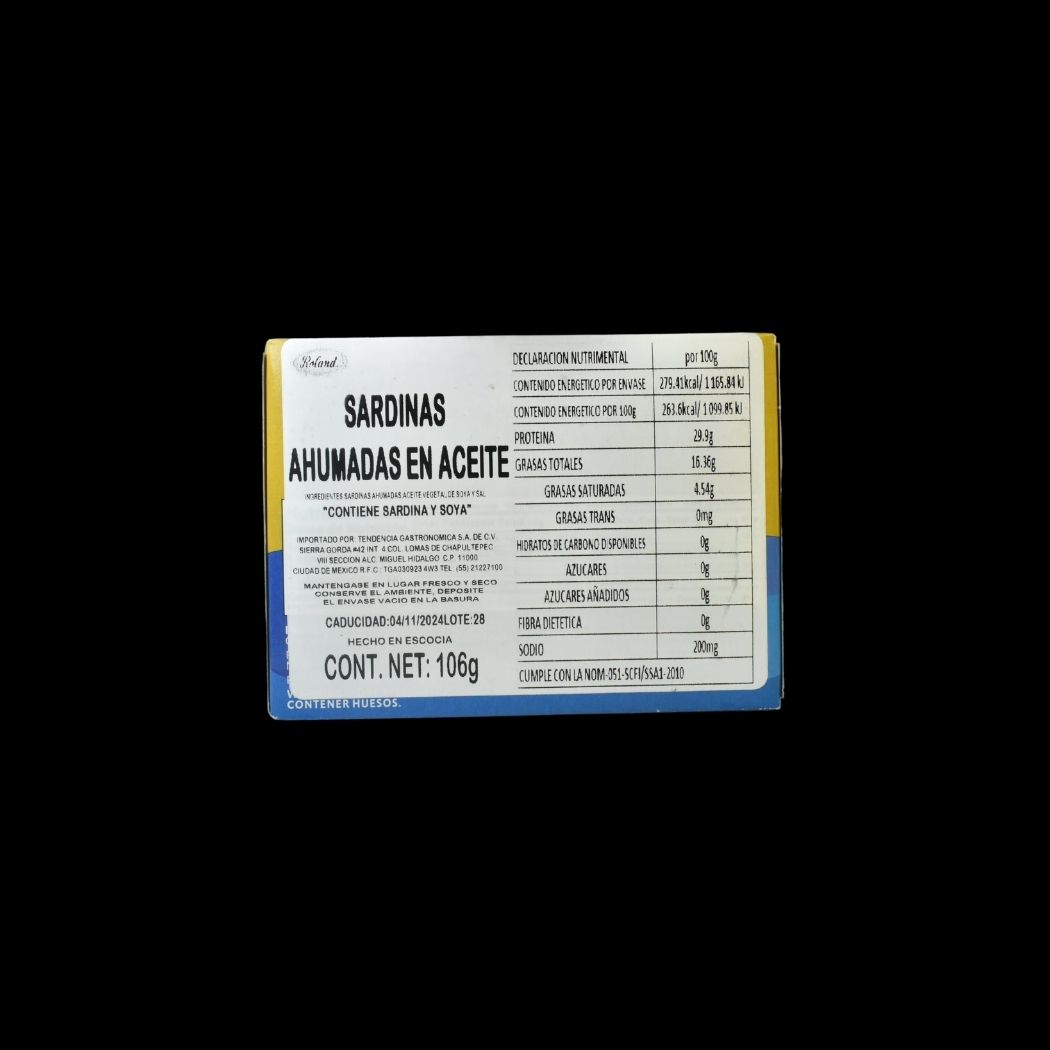 Roland.
SARDINAS
AHUMADAS EN ACEITE
INGREDIENTES SARDINAS AHUMADAS, ACEITE VEGETAL DE SOYA Y SAL
"CONTIENE SARDINA Y SOYA"
IMPORTADO POR: TENDENCIA GASTRONOMICA S.A. DE C.V
SIERRA GORDA #42 INT. 4 COL. LOMAS DE CHAPULTEPEC
VIII SECCION ALC. MIGUEL HIDALGO C.P. 11000
CIUDAD DE MEXICO R.F.C.: TGA030923 4W3 TEL. (55) 21227100
MANTENGASE EN LUGAR FRESCO Y SECO
CONSERVE EL AMBIENTE, DEPOSITE
EL ENVASE VACIO EN LA BASURA
CADUCIDAD:04/11/2024LOTE:28
HECHO EN ESCOCIA
CONT. NET: 106g
DECLARACION NUTRIMENTAL por 100g
CONTENIDO ENERGETICO POR ENVASE 279.41kcal/ 1 165.84 kJ
CONTENIDO ENERGETICO POR 100g 263.6kcal/ 1 099.85 kJ
PROTEINA 29.9g
GRASAS TOTALES 16.36g
GRASAS SATURADAS 4.54g
GRASAS TRANS 0mg
HIDRATOS DE CARBONO DISPONIBLES 0g
AZUCARES 0g
AZUCARES AÑADIDOS 0g
FIBRA DIETETICA 0g
SODIO 200mg
CUMPLE CON LA NOM-051-SCFI/SSA1-2010
CONTENER HUESOS.